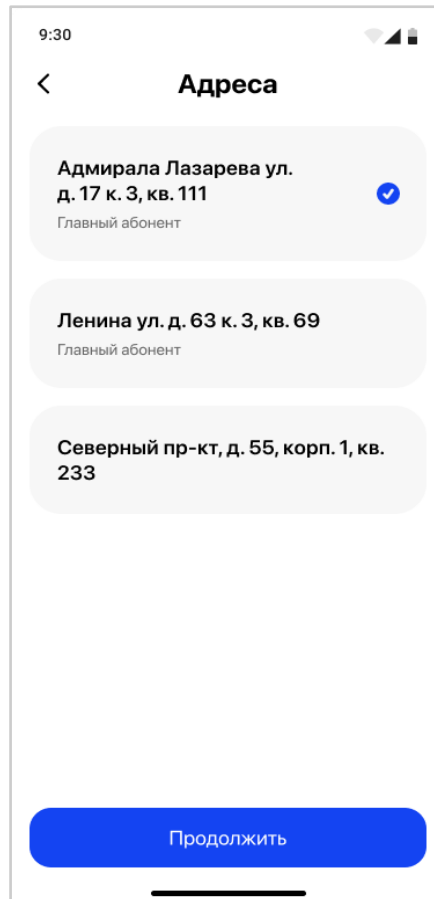 9:30
Адреса
Адмирала Лазарева ул.
д. 17 к. 3, кв. 111
Главный абонент
Ленина ул. д. 63 к. 3, кв. 69
Главный абонент
Северный пр-кт, д. 55, корп. 1, кв.
233
Продолжить